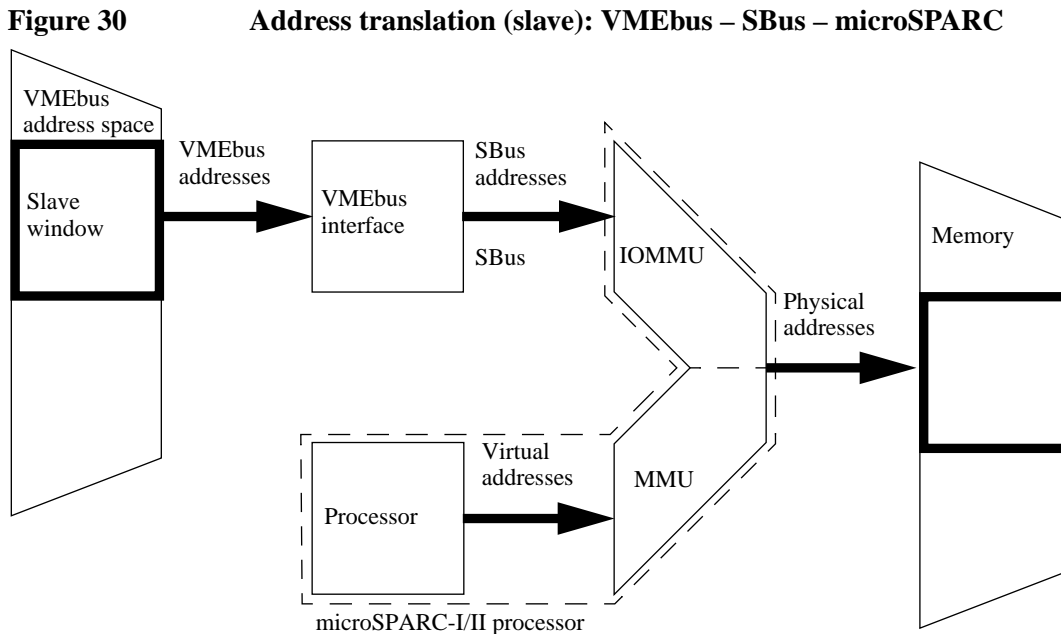 Figure 30 Address translation (slave): VMEbus – SBus – microSPARC
VMEbus
address space
VMEbus
addresses
SBus
addresses
Slave
window
VMEbus
interface
SBus
IOMMU
Memory
Physical
addresses
Virtual
addresses
MMU
Processor
microSPARC-I/II processor